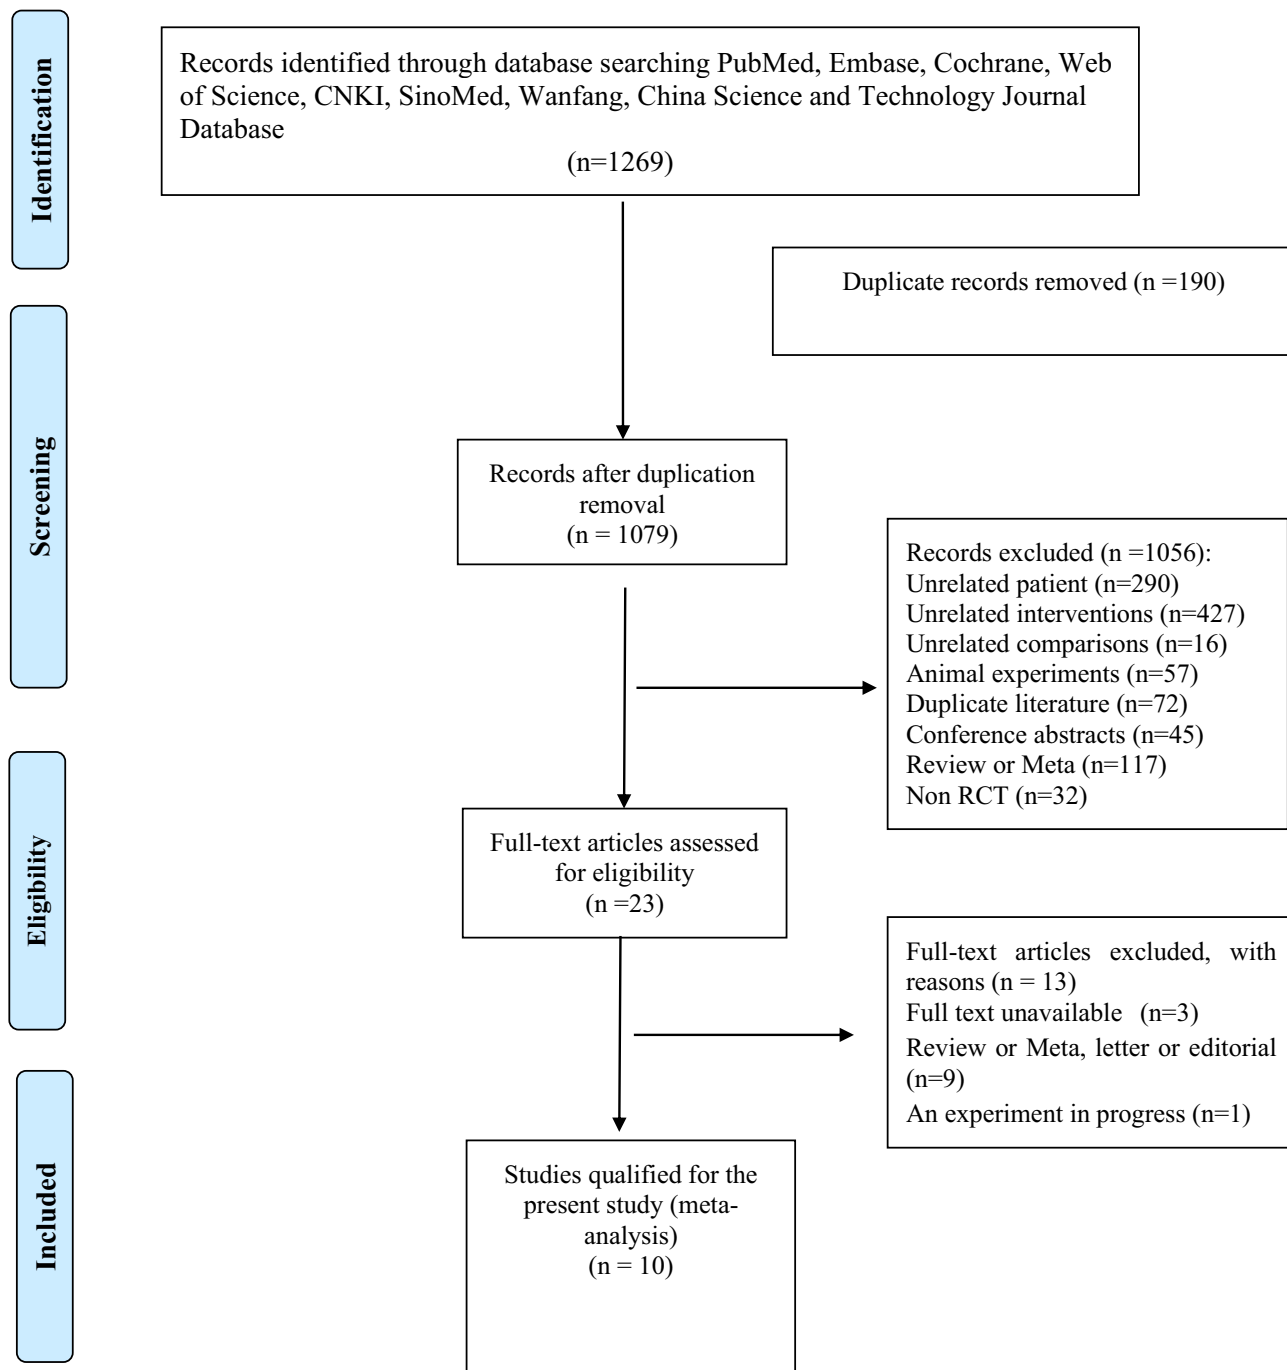 Identification
Records identified through database searching PubMed, Embase, Cochrane, Web
of Science, CNKI, SinoMed, Wanfang, China Science and Technology Journal
Database
(n=1269)
Duplicate records removed (n =190)
Screening
Records after duplication
removal
(n = 1079)
Records excluded (n =1056):
Unrelated patient (n=290)
Unrelated interventions (n=427)
Unrelated comparisons (n=16)
Animal experiments (n=57)
Duplicate literature (n=72)
Conference abstracts (n=45)
Review or Meta (n=117)
Non RCT (n=32)
Eligibility
Full-text articles assessed
for eligibility
(n =23)
Full-text articles excluded, with
reasons (n = 13)
Full text unavailable (n=3)
Review or Meta, letter or editorial
(n=9)
An experiment in progress (n=1)
Included
Studies qualified for the
present study (meta-
analysis)
(n = 10)